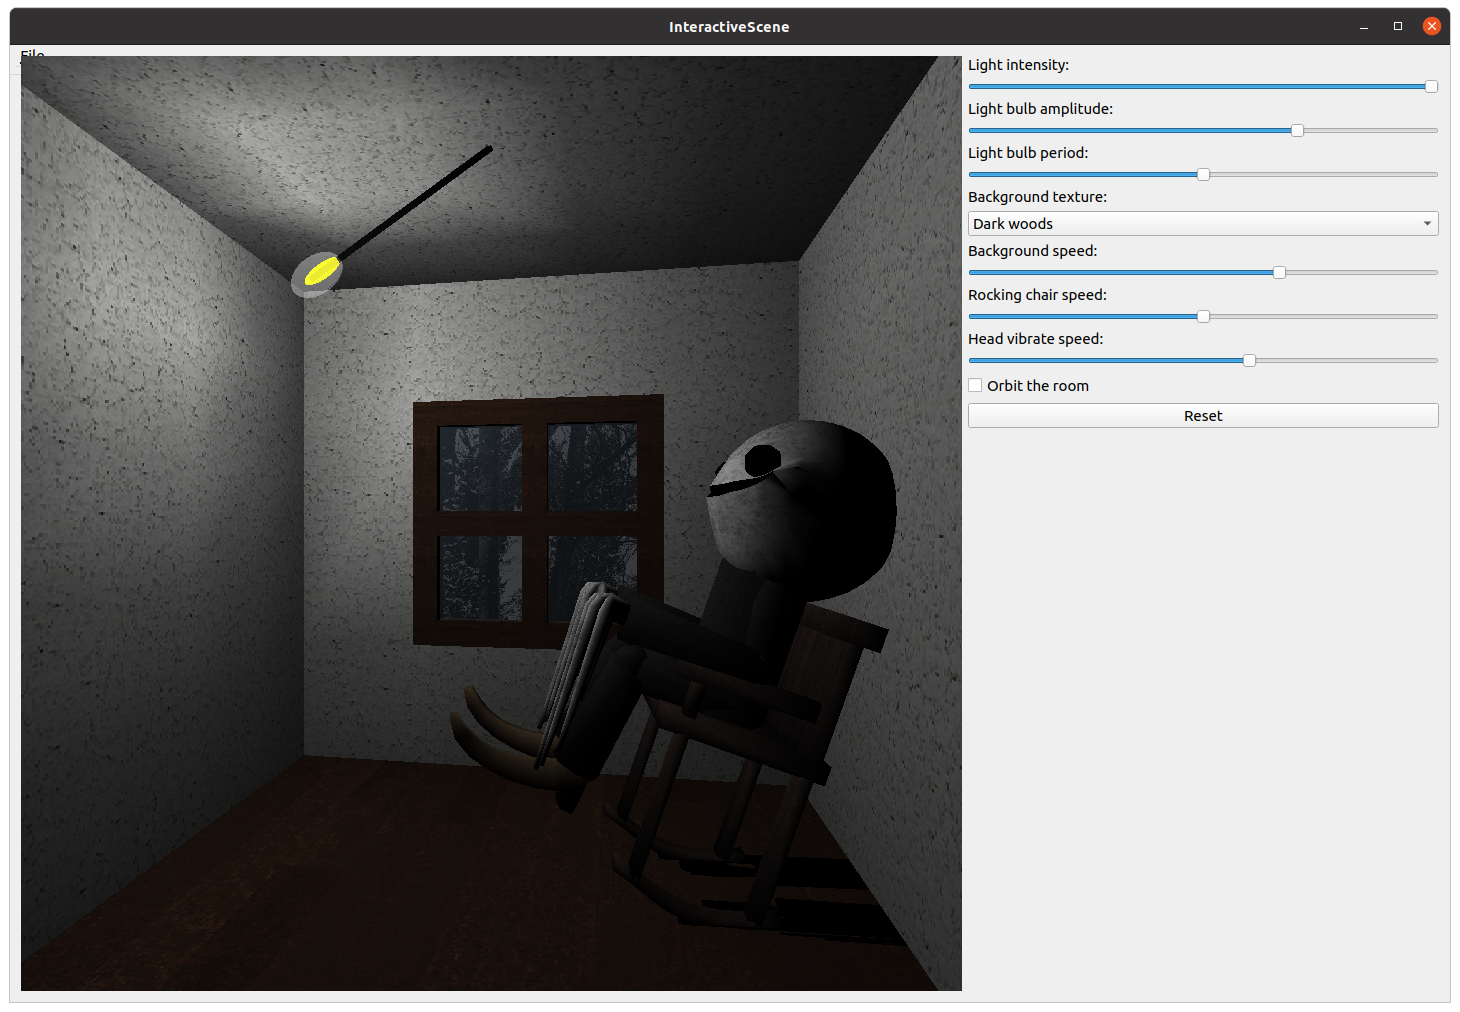 InteractiveScene
File
Light intensity:
Light bulb amplitude:
Light bulb period:
Background texture:
Dark woods
Background speed:
Rocking chair speed:
Head vibrate speed:
Orbit the room
Reset